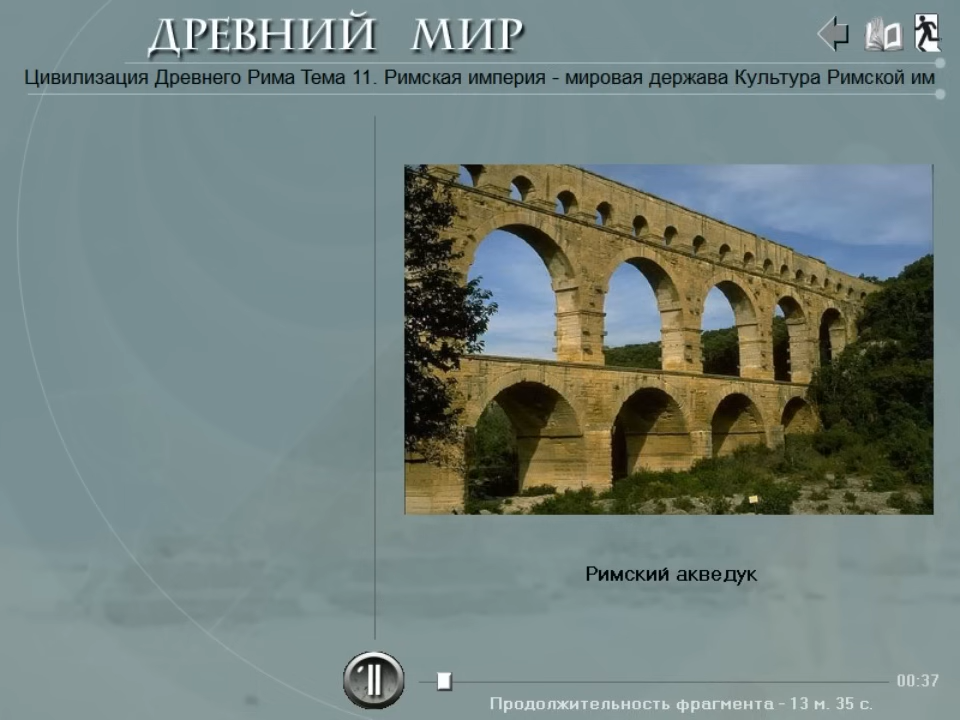 ДРЕВНИЙ МИР
Цивилизация Древнего Рима Тема 11. Римская империя - мировая держава Культура Римской им
Римский акведук
00:37
Продолжительность фрагмента - 13 м. 35 с.